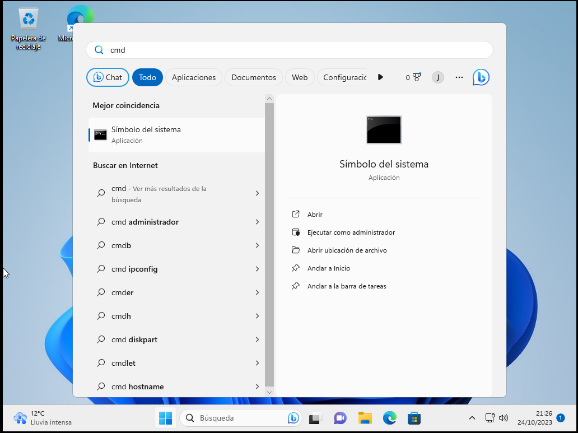 Papelera de
reciclaje
cmd
Chat
Todo
Aplicaciones
Documentos
Web
0
J
Mejor coincidencia
Símbolo del sistema
Aplicación
Buscar en Internet
cmd - Ver más resultados de la
búsqueda
cmd administrador
cmdb
cmd ipconfig
cmder
cmdh
cmd diskpart
cmdlet
cmd hostname
Símbolo del sistema
Aplicación
Abrir
Ejecutar como administrador
Abrir ubicación de archivo
Anclar a Inicio
Anclar a la barra de tareas
12°C
Lluvia intensa
Búsqueda
21:26
24/10/2023
1